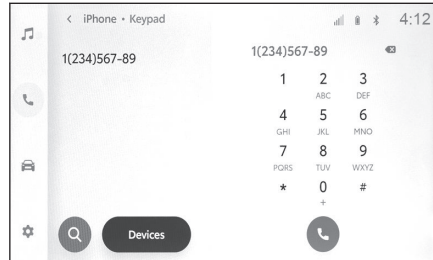 < iPhone • Keypad
4:12
1(234)567-89
1(234)567-89
1 2 3
ABC DEF
4 5 6
GHI JKL MNO
7 8 9
PQRS TUV WXYZ
* 0 #
+
Devices